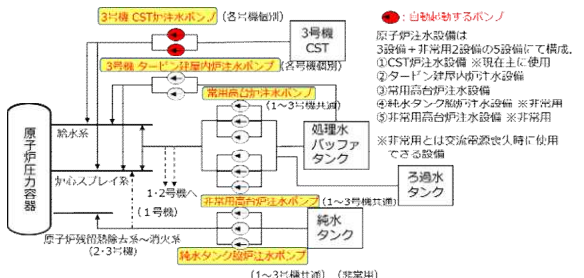 3号機 CST炉注水ポンプ (各号機個別)
3号機
CST
3号機 タービン建屋内炉注水ポンプ (各号機個別)
常用高台炉注水ポンプ
(1～3号機共通)
原子炉圧力容器
給水系
炉心スプレイ系
処理水
バッファ
タンク
1・2号機へ
(1号機)
ろ過水
タンク
非常用高台炉注水ポンプ (1～3号機共通)
原子炉残留熱除去系～消火系
(2・3号機)
純水
タンク
純水タンク脇炉注水ポンプ
(1～3号機共通) (非常用)
:自動起動するポンプ
原子炉注水設備は
3設備+非常用2設備の5設備にて構成.
①CST炉注水設備 ※現在主に使用
②タービン建屋内炉注水設備
③常用高台炉注水設備
④純水タンク脇炉注水設備 ※非常用
⑤非常用高台炉注水設備 ※非常用
※非常用とは交流電源喪失時に使用
できる設備